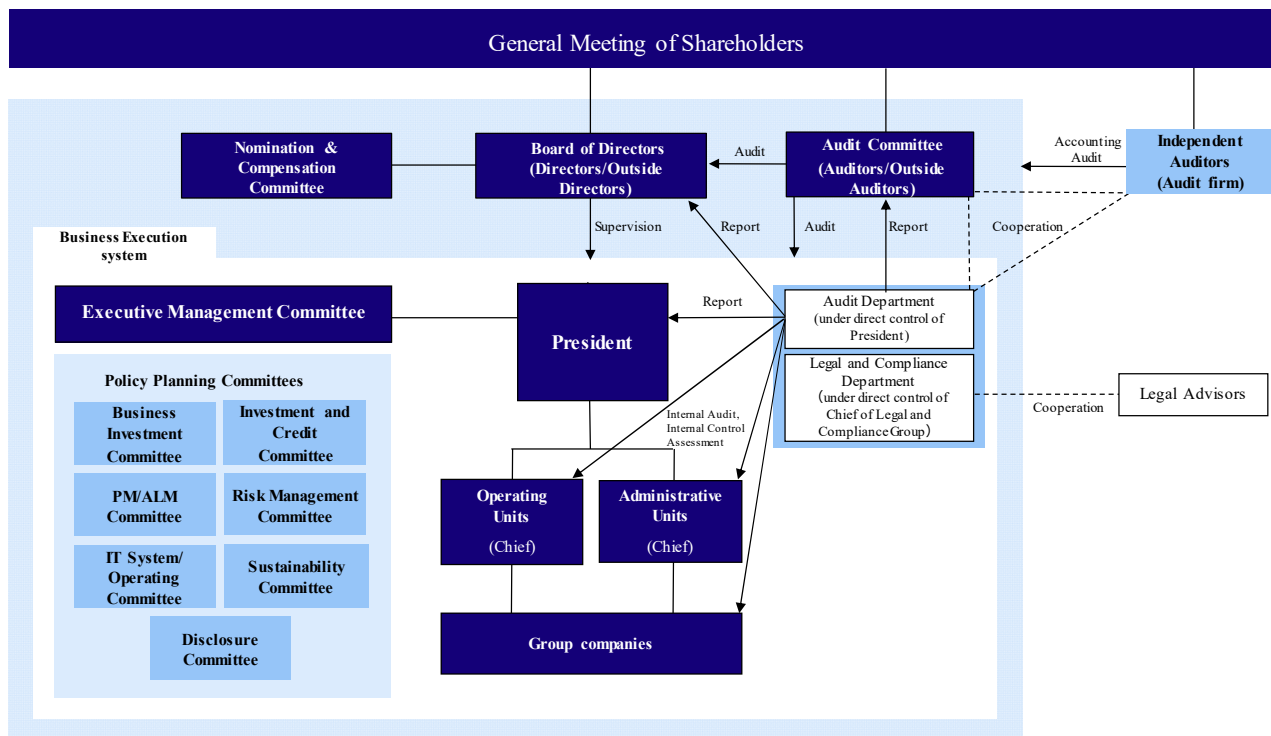 General Meeting of Shareholders
Nomination &
Compensation
Committee
Board of Directors
(Directors/Outside
Directors)
Audit
Audit Committee
(Auditors/Outside
Auditors)
Accounting
Audit
Independent
Auditors
(Audit firm)
Supervision
Report
Audit
Report
Cooperation
Business Execution
system
Executive Management Committee
President
Report
Audit Department
(under direct control of
President)
Legal and Compliance
Department
(under direct control of
Chief of Legal and
Compliance Group)
Cooperation
Legal Advisors
Policy Planning Committees
Business
Investment
Committee
Investment and
Credit
Committee
PM/ALM
Committee
Risk Management
Committee
IT System/
Operating
Committee
Sustainability
Committee
Disclosure
Committee
Internal Audit,
Internal Control
Assessment
Operating
Units
(Chief)
Administrative
Units
(Chief)
Group companies